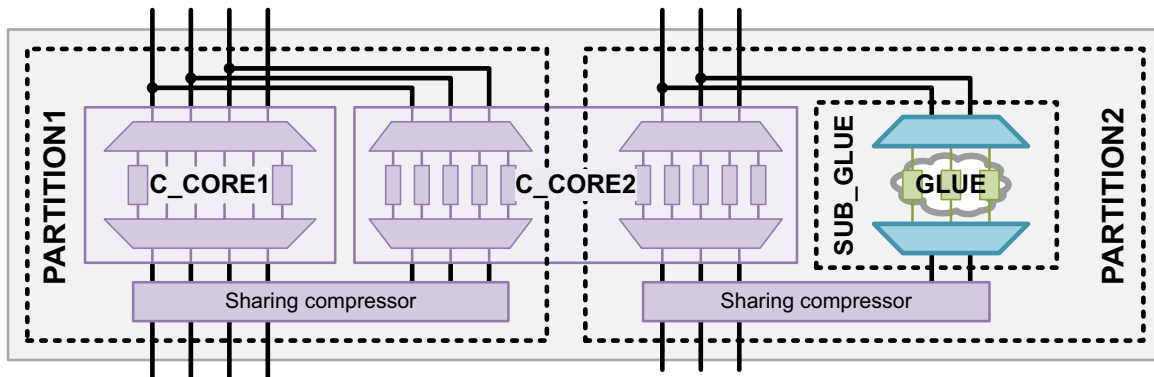 PARTITION1
C_CORE1
C_CORE2
SUB_GLUE
GLUE
PARTITION2
Sharing compressor
Sharing compressor